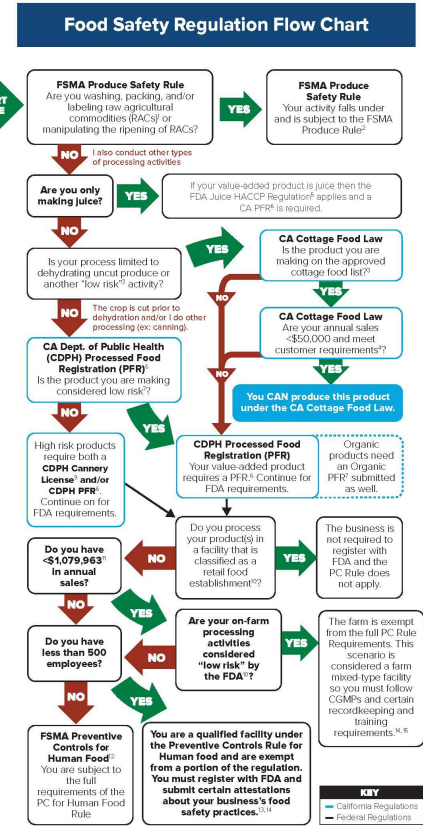 Food Safety Regulation Flow Chart
RT
E
FSMA Produce Safety Rule
Are you washing, packing, and/or
labeling raw agricultural
commodities (RACs)¹ or
manipulating the ripening of RACs?
YES
FSMA Produce
Safety Rule
Your activity falls under
and is subject to the FSMA
Produce Rule²
NO
I also conduct other types
of processing activities
Are you only
making juice?
YES
If your value-added product is juice then the
FDA Juice HACCP Regulation⁵ applies and a
CA PFR⁶ is required.
NO
Is your process limited to
dehydrating uncut produce or
another "low risk"³ activity?
YES
CA Cottage Food Law
Is the product you are
making on the approved
cottage food list?³
NO
YES
NO
The crop is cut prior to
dehydration and/or I do other
processing (ex: canning).
CA Cottage Food Law
Are your annual sales
<$50,000 and meet
customer requirements⁴?
NO
YES
CA Dept. of Public Health
(CDPH) Processed Food
Registration (PFR)⁶
Is the product you are making
considered low risk⁷?
You CAN produce this product
under the CA Cottage Food Law.
NO
YES
High risk products
require both a
CDPH Cannery
License⁹ and/or
CDPH PFR⁶.
Continue on for
FDA requirements.
CDPH Processed Food
Registration (PFR)
Your value-added product
requires a PFR.⁶ Continue for
FDA requirements.
Organic
products need
an Organic
PFR⁷ submitted
as well.
Do you process
your product(s) in
a facility that is
classified as a
retail food
establishment¹⁰?
YES
The business is
not required to
register with
FDA and the
PC Rule does
not apply.
NO
Do you have
<$1,079,963¹¹
in annual
sales?
NO
YES
Are your on-farm
processing
activities
considered
"low risk" by
the FDA¹⁰?
YES
The farm is exempt
from the full PC Rule
Requirements. This
scenario is
considered a farm
mixed-type facility
so you must follow
CGMPs and certain
recordkeeping and
training
requirements.¹⁴,¹⁵
NO
Do you have
less than 500
employees?
NO
YES
FSMA Preventive
Controls for
Human Food¹²
You are subject to
the full
requirements of the
PC for Human Food
Rule
You are a qualified facility under
the Preventive Controls Rule for
Human food and are exempt
from a portion of the regulation.
You must register with FDA and
submit certain attestations
about your business's food
safety practices.¹³,¹⁴
KEY
California Regulations
Federal Regulations